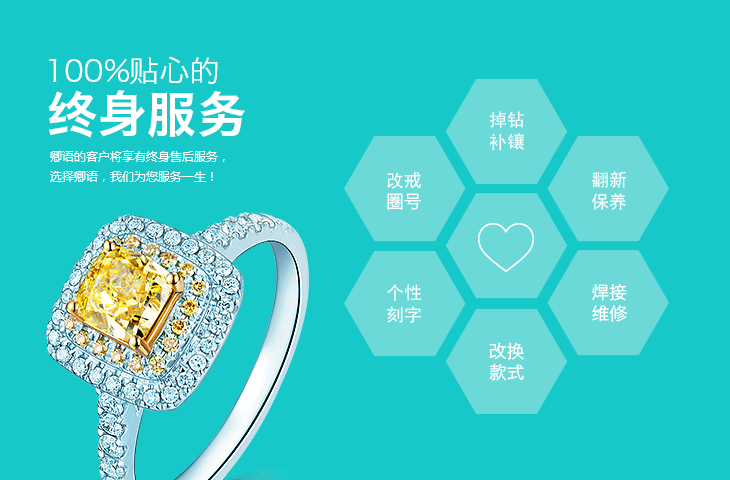 100%贴心的
终身服务
卿语的客户将享有终身售后服务，
选择卿语，我们为您服务一生！
掉钻
补镶
改戒
圈号
翻新
保养
个性
刻字
焊接
维修
改换
款式